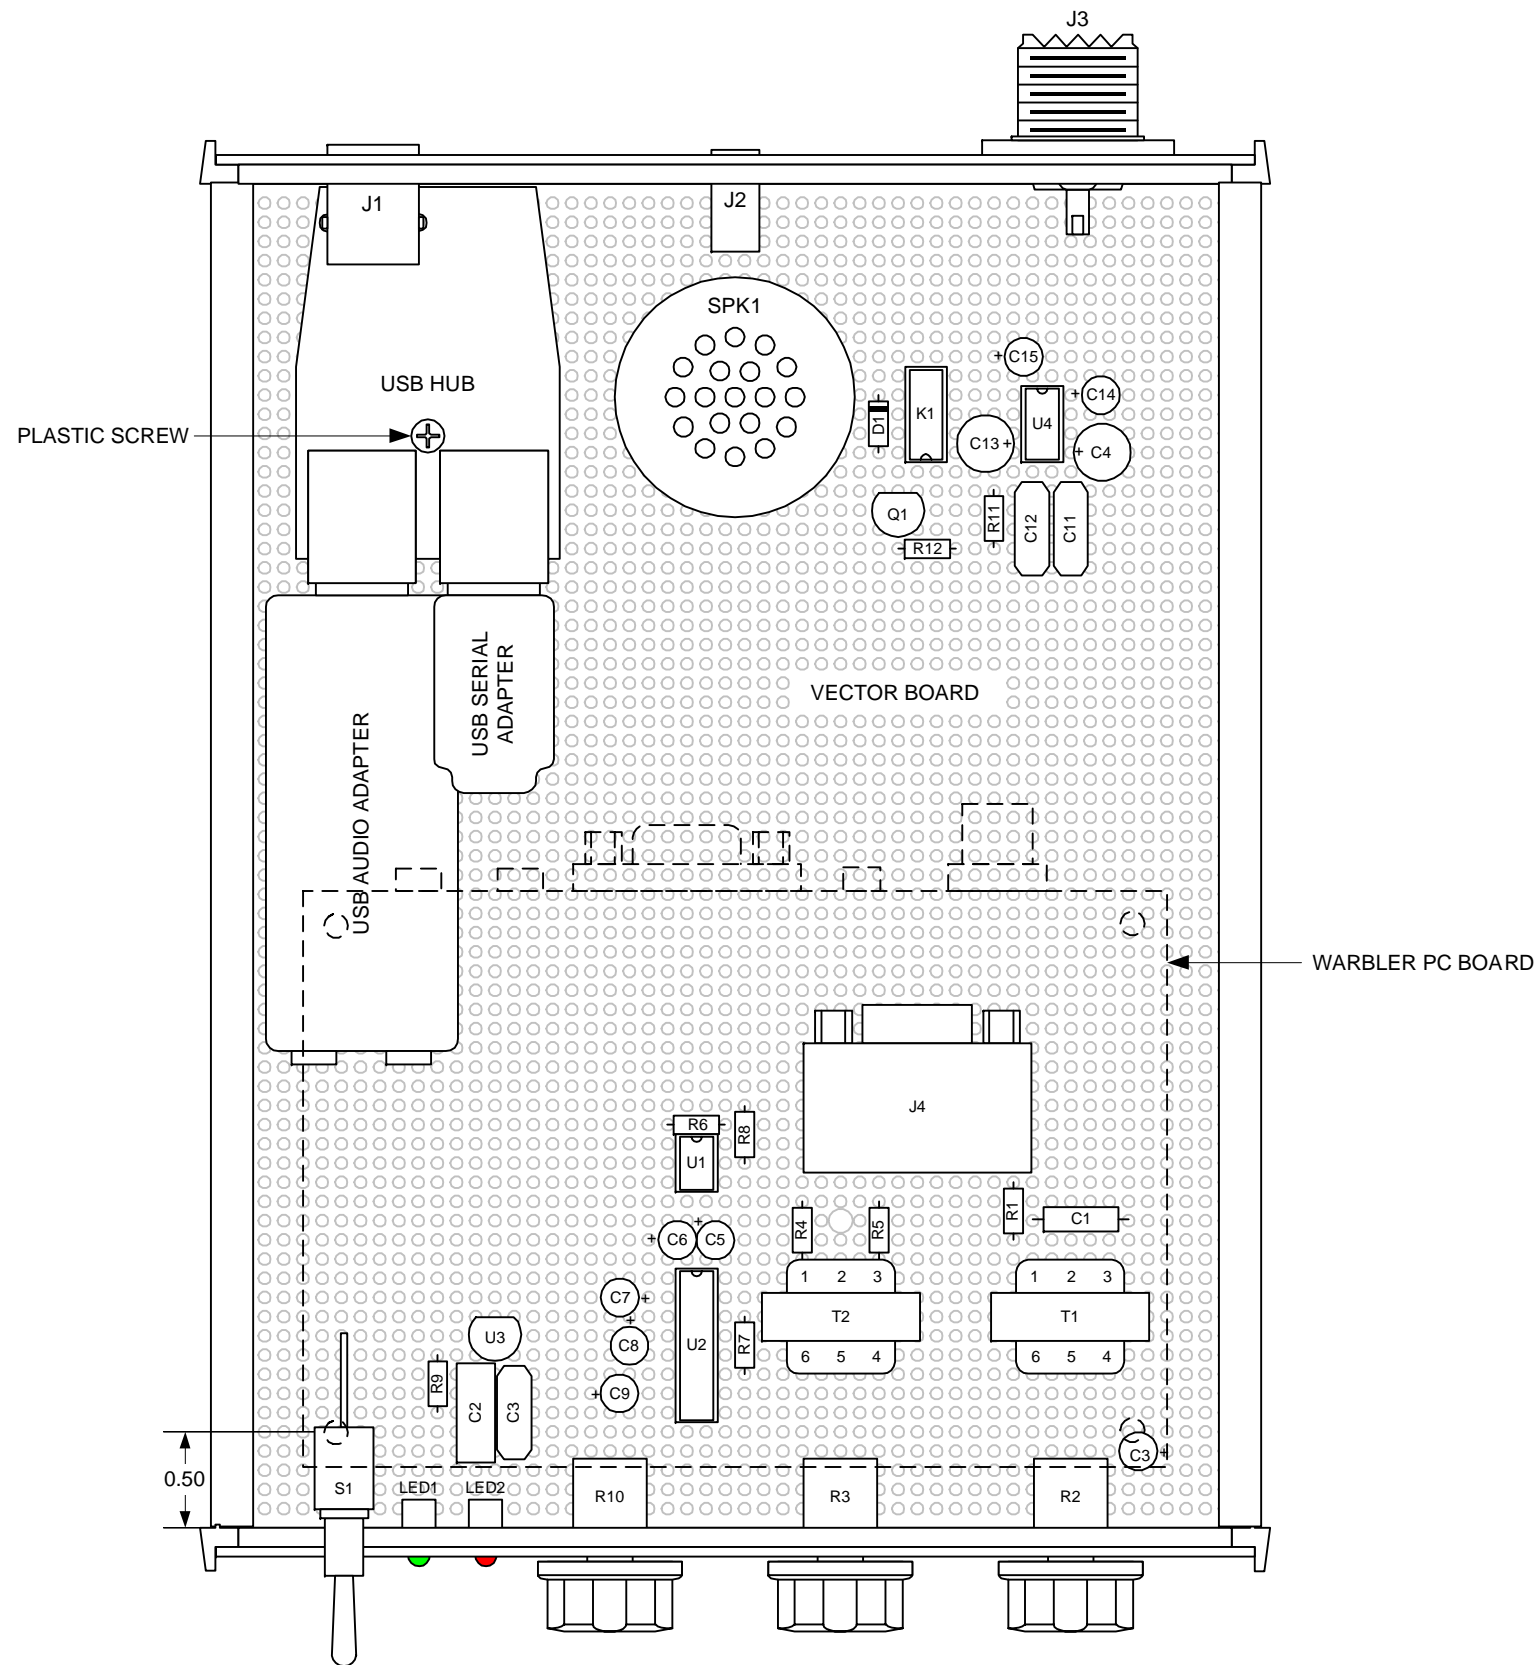 J3
J1
J2
SPK1
USB HUB
PLASTIC SCREW
+ C15
K1
D1
U4
+ C14
C13 +
+ C4
Q1
R11
C12
C11
R12
USB SERIAL
ADAPTER
VECTOR BOARD
USB AUDIO ADAPTER
WARBLER PC BOARD
J4
R6
R8
U1
R4
R5
R1
C1
+
+ C6
C5
1 2 3
1 2 3
C7 +
+
T2
T1
U3
C8
U2
R7
6 5 4
6 5 4
R9
+ C9
C2
C3
C3 +
0.50
S1
LED1
LED2
R10
R3
R2